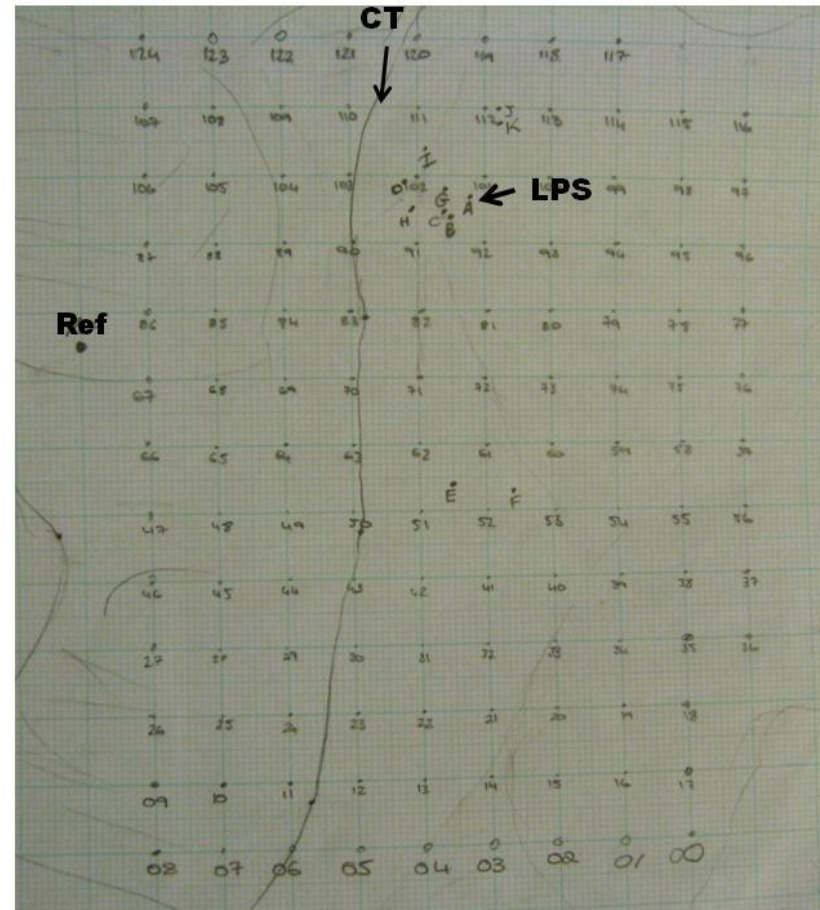 CT
124 123 122 121 120 119 118 117
J
107 108 109 110 111 112 113 114 115 116
K
I
106 105 104 103 D 102 101 99 98 97
G A LPS
H C B
87 88 89 90 91 92 93 94 95 96
Ref
86 85 84 83 82 81 80 79 78 77
67 68 69 70 71 72 73 74 75 76
66 65 64 63 62 61 60 59 58
E F
47 48 49 50 51 52 53 54 55 56
46 45 44 43 42 41 40 39 38 37
27 28 29 30 31 32 33 34 35 36
26 25 24 23 22 21 20 19 18
09 10 11 12 13 14 15 16 17
08 07 06 05 04 03 02 01 00